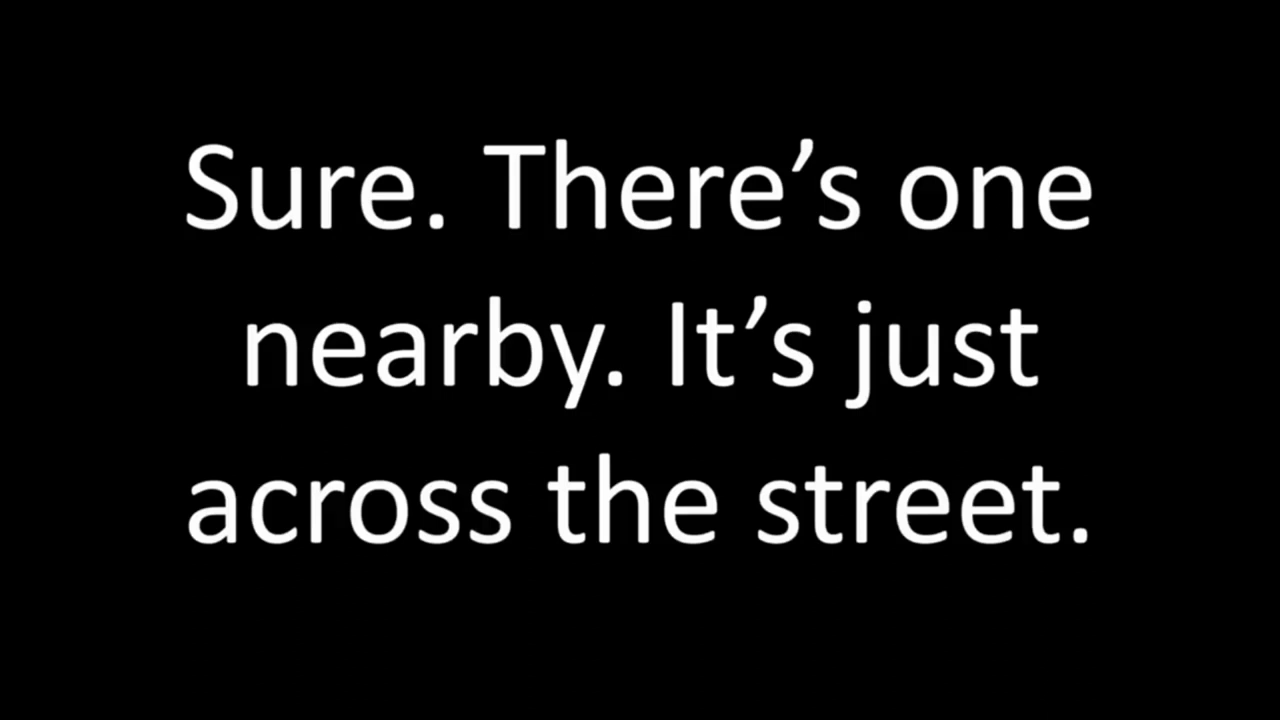 Sure. There’s one
nearby. It’s just
across the street.